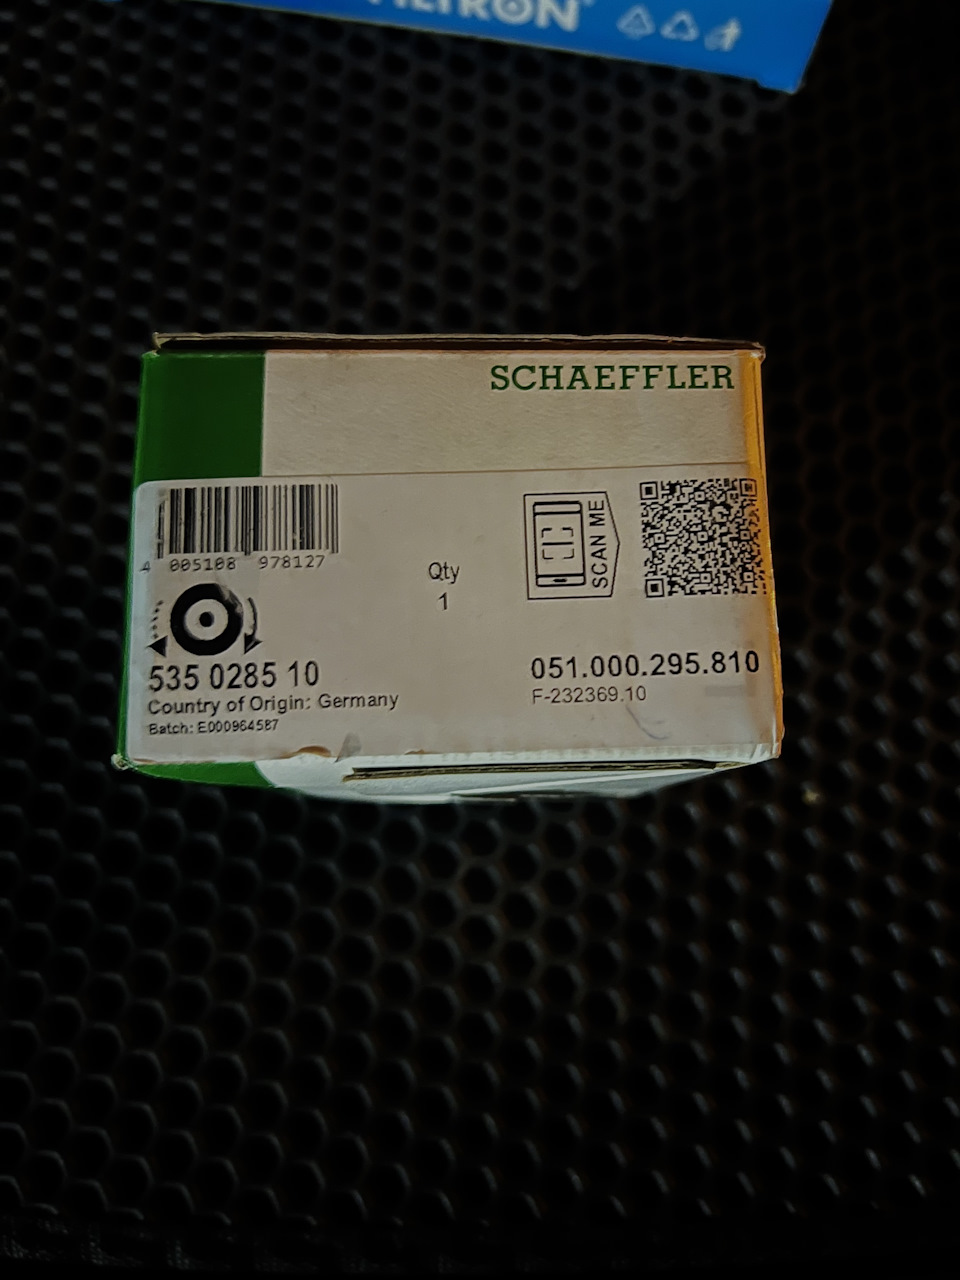 FILTRON
SCHAEFFLER
4 005108 978127
Qty
1
SCAN ME
535 0285 10
Country of Origin: Germany
Batch: E000964587
051.000.295.810
F-232369.10